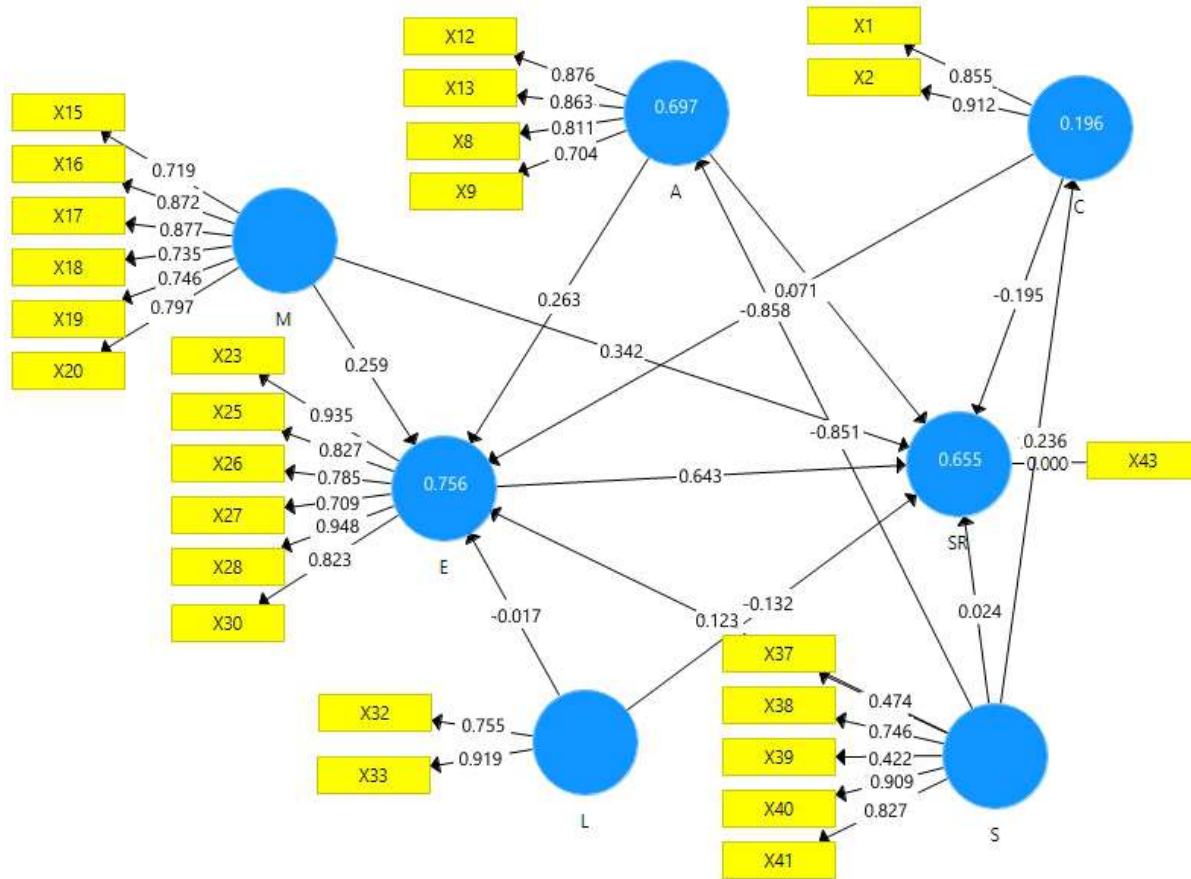 X12
X13
X8
X9
0.876
0.863
0.811
0.704
0.697
A
X1
X2
0.855
0.912
0.196
C
X15
X16
X17
X18
X19
X20
0.719
0.872
0.877
0.735
0.746
0.797
M
0.263
0.071
-0.858
-0.195
0.342
0.259
X23
X25
X26
X27
X28
X30
0.935
0.827
0.785
0.709
0.948
0.823
0.756
E
-0.851
0.643
0.655
SR
0.236
0.000
X43
-0.017
0.123
-0.132
0.024
X32
X33
0.755
0.919
L
X37
X38
X39
X40
X41
0.474
0.746
0.422
0.909
0.827
S